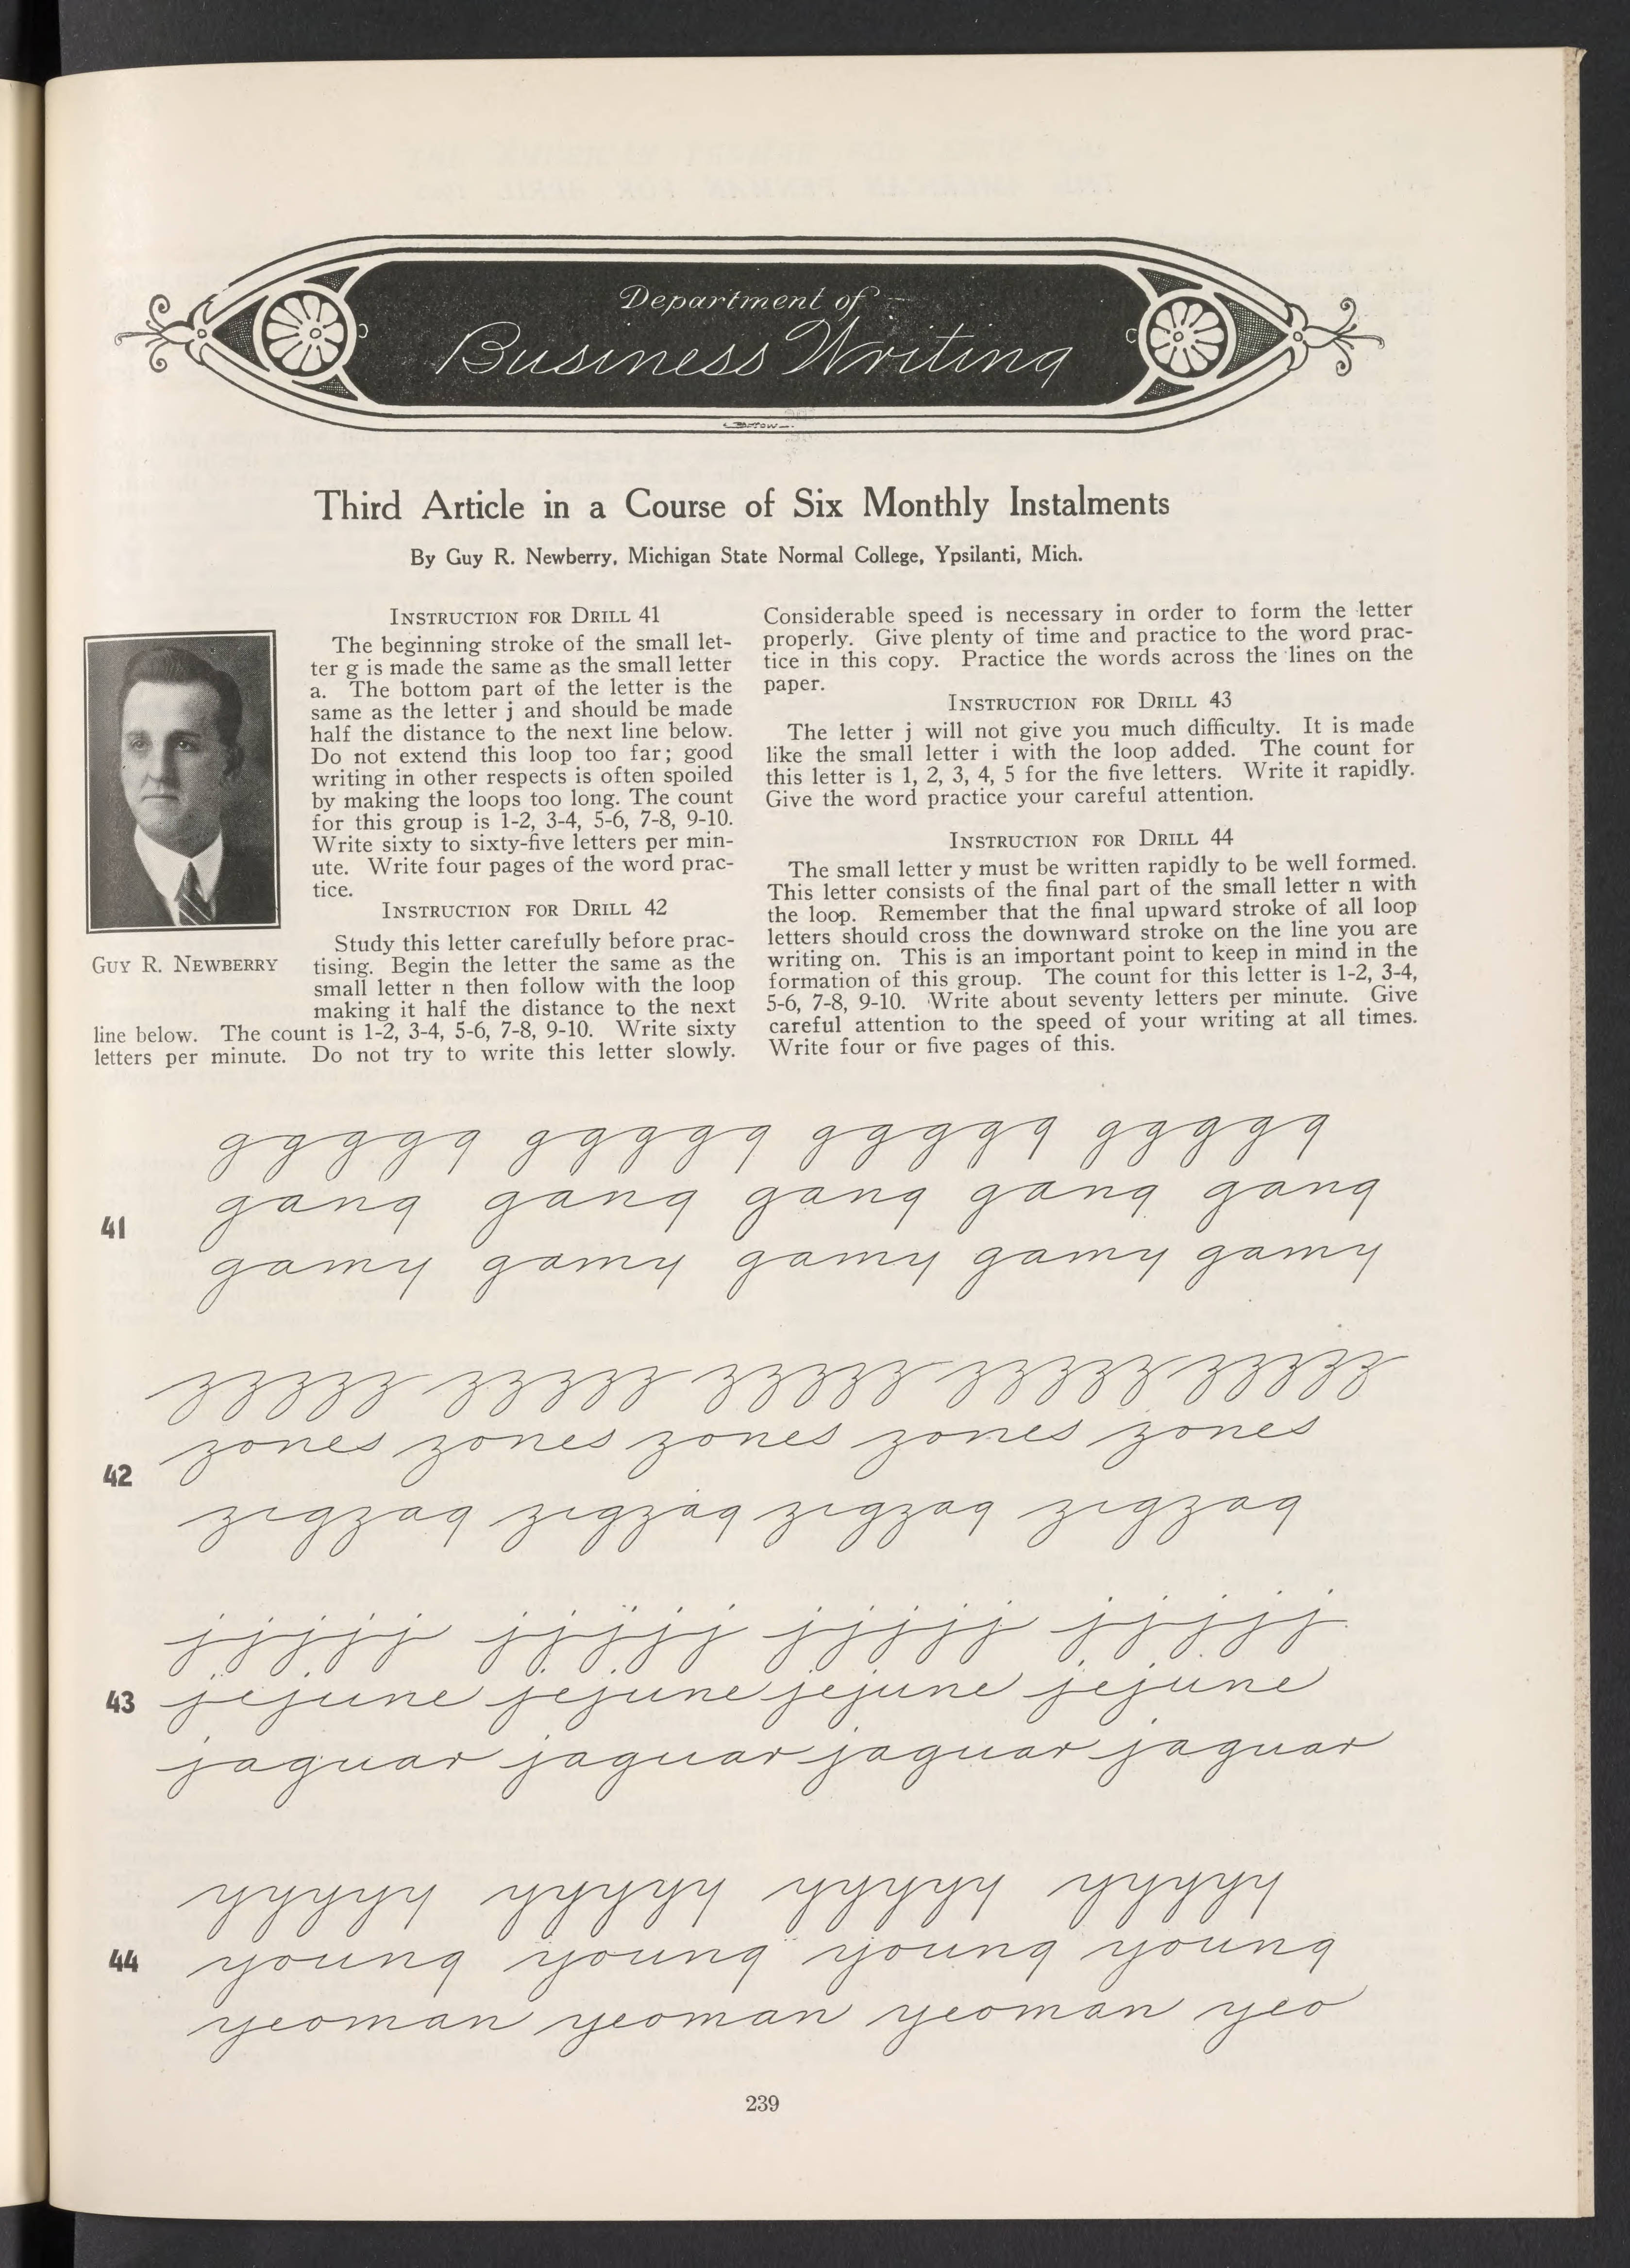 Department of
Business Writing
Third Article in a Course of Six Monthly Instalments
By Guy R. Newberry, Michigan State Normal College, Ypsilanti, Mich.
GUY R. NEWBERRY
INSTRUCTION FOR DRILL 41
The beginning stroke of the small let-
ter g is made the same as the small letter
a. The bottom part of the letter is the
same as the letter j and should be made
half the distance to the next line below.
Do not extend this loop too far; good
writing in other respects is often spoiled
by making the loops too long. The count
for this group is 1-2, 3-4, 5-6, 7-8, 9-10.
Write sixty to sixty-five letters per min-
ute. Write four pages of the word prac-
tice.
INSTRUCTION FOR DRILL 42
Study this letter carefully before prac-
tising. Begin the letter the same as the
small letter n then follow with the loop
making it half the distance to the next
line below. The count is 1-2, 3-4, 5-6, 7-8, 9-10. Write sixty
letters per minute. Do not try to write this letter slowly.
Considerable speed is necessary in order to form the letter
properly. Give plenty of time and practice to the word prac-
tice in this copy. Practice the words across the lines on the
paper.
INSTRUCTION FOR DRILL 43
The letter j will not give you much difficulty. It is made
like the small letter i with the loop added. The count for
this letter is 1, 2, 3, 4, 5 for the five letters. Write it rapidly.
Give the word practice your careful attention.
INSTRUCTION FOR DRILL 44
The small letter y must be written rapidly to be well formed.
This letter consists of the final part of the small letter n with
the loop. Remember that the final upward stroke of all loop
letters should cross the downward stroke on the line you are
writing on. This is an important point to keep in mind in the
formation of this group. The count for this letter is 1-2, 3-4,
5-6, 7-8, 9-10. Write about seventy letters per minute. Give
careful attention to the speed of your writing at all times.
Write four or five pages of this.
ggggg ggggg ggggg ggggg
41 gang gang gang gang gang
gamy gamy gamy gamy gamy
zzzzz zzzzz zzzzz zzzzz zzzzz
42 zones zones zones zones zones
zigzag zigzag zigzag zigzag
jjjjj jjjjj jjjjj jjjjj
43 jejune jejune jejune jejune
jaguar jaguar jaguar jaguar
yyyyy yyyyy yyyyy yyyyy
44 young young young young
yeoman yeoman yeoman yeo
239